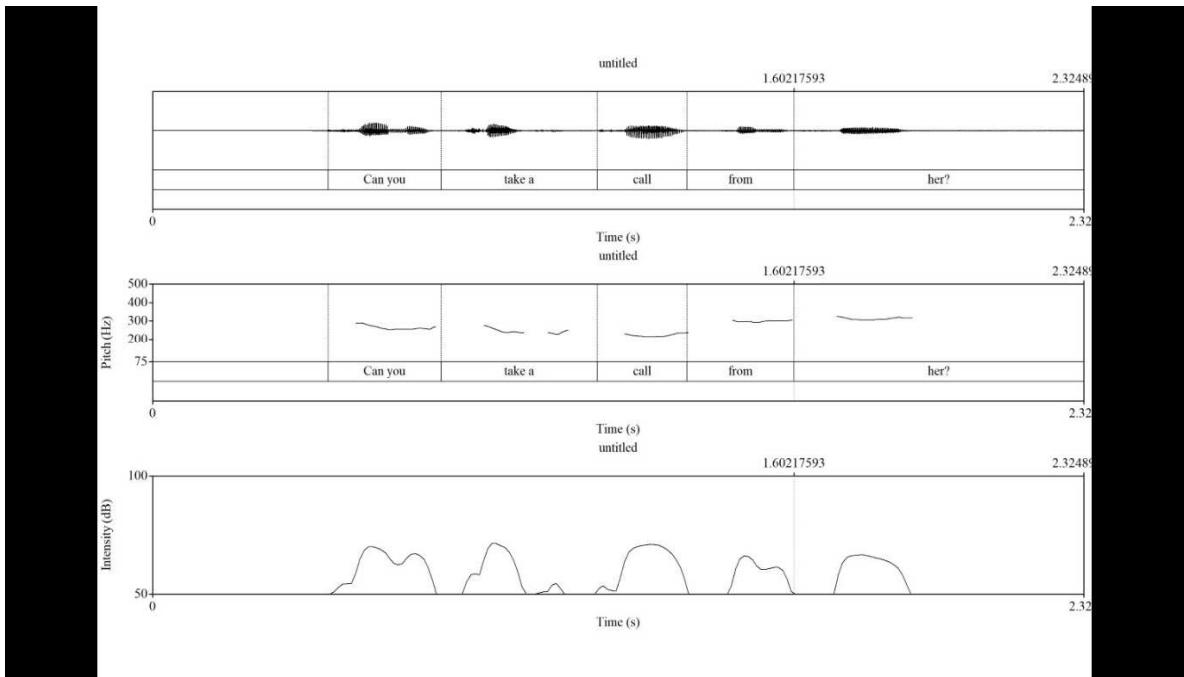 untitled
1.60217593 2.32489
Can you take a call from her?
0 2.32
Time (s)
untitled
1.60217593 2.32489
500
400
300
200
75
Pitch (Hz)
Can you take a call from her?
0 2.32
Time (s)
untitled
1.60217593 2.32489
100
Intensity (dB)
50
0 2.32
Time (s)